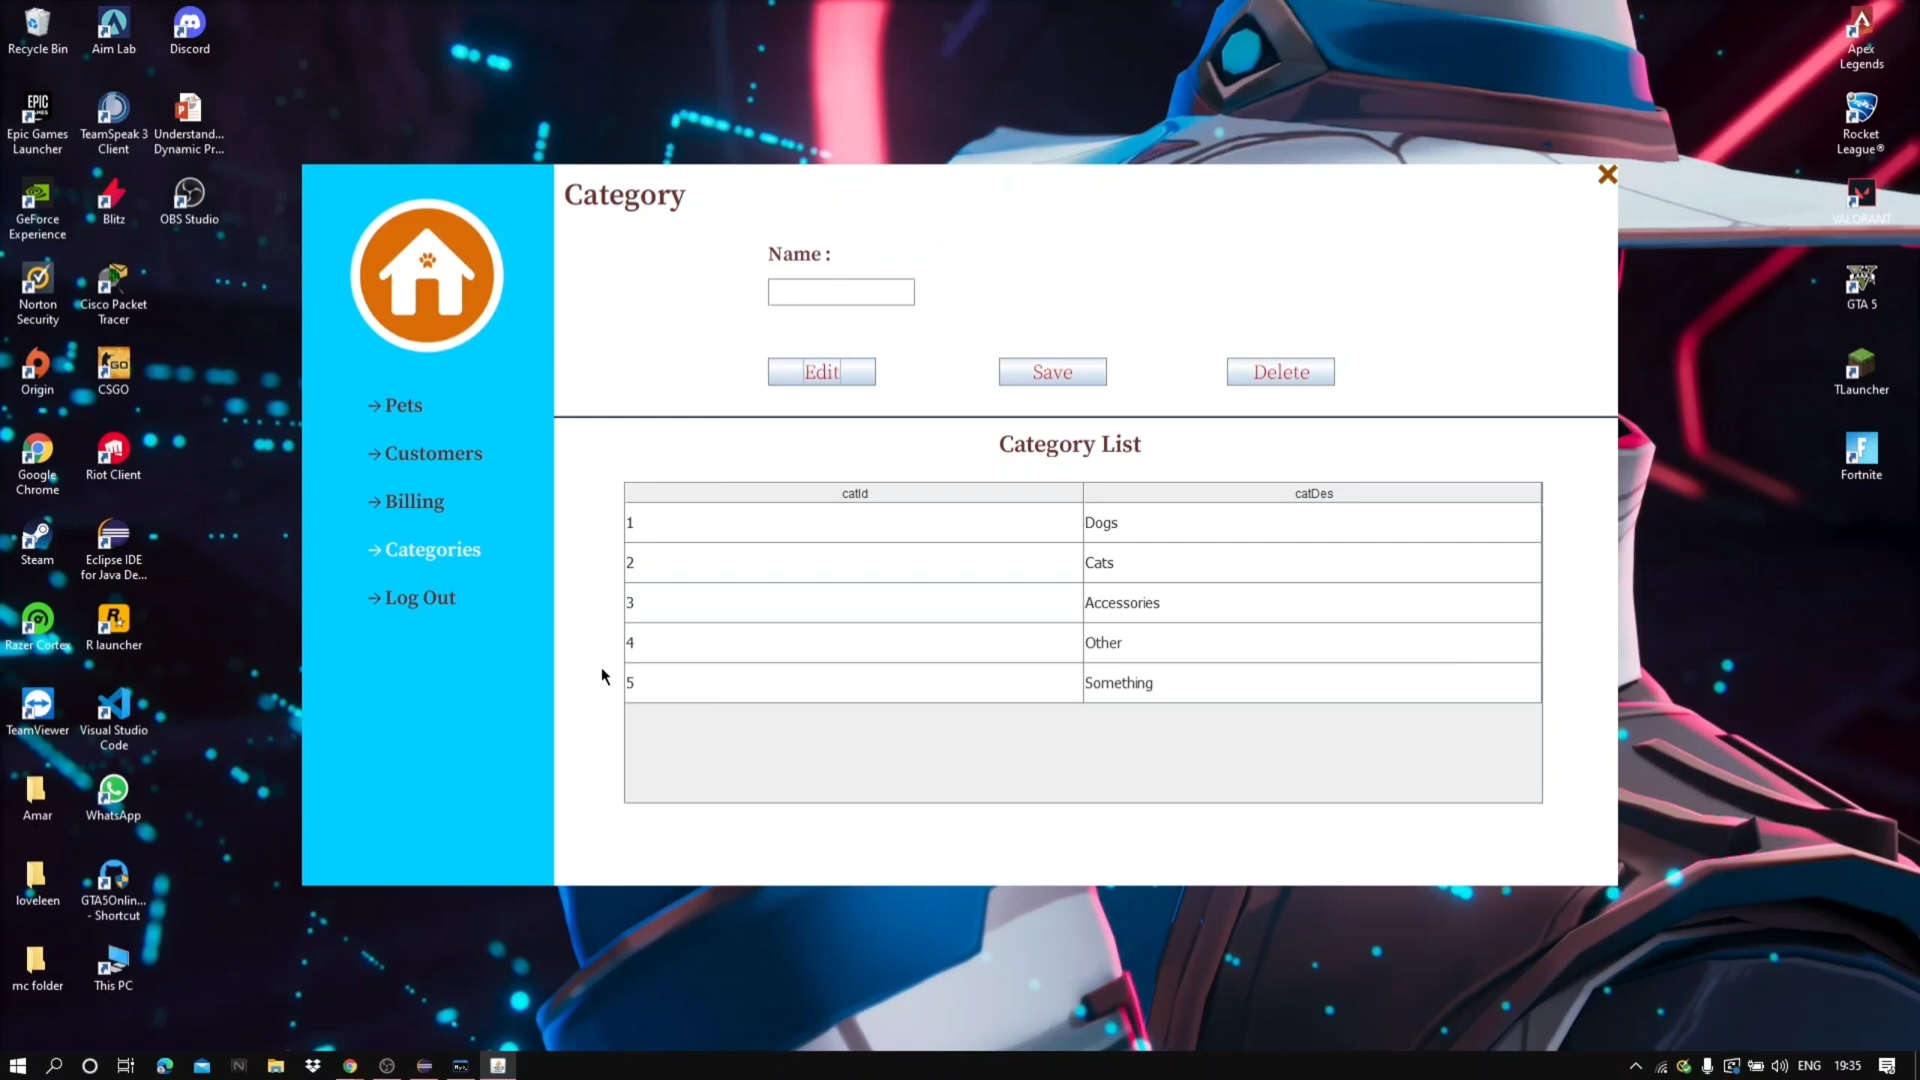 Recycle Bin
Aim Lab
Discord
Epic Games
Launcher
TeamSpeak 3
Client
Understand...
Dynamic Pr...
GeForce
Experience
Blitz
OBS Studio
Norton
Security
Cisco Packet
Tracer
Origin
CSGO
Google
Chrome
Riot Client
Steam
Eclipse IDE
for Java De...
Razer Cortex
R launcher
TeamViewer
Visual Studio
Code
Amar
WhatsApp
loveleen
GTA5Onlin...
- Shortcut
mc folder
This PC
→ Pets
→ Customers
→ Billing
→ Categories
→ Log Out
Category
Name :
Edit Save Delete
Category List
catId catDes
1 Dogs
2 Cats
3 Accessories
4 Other
5 Something
Apex
Legends
Rocket
League®
VALORANT
GTA 5
TLauncher
Fortnite
ENG 19:35